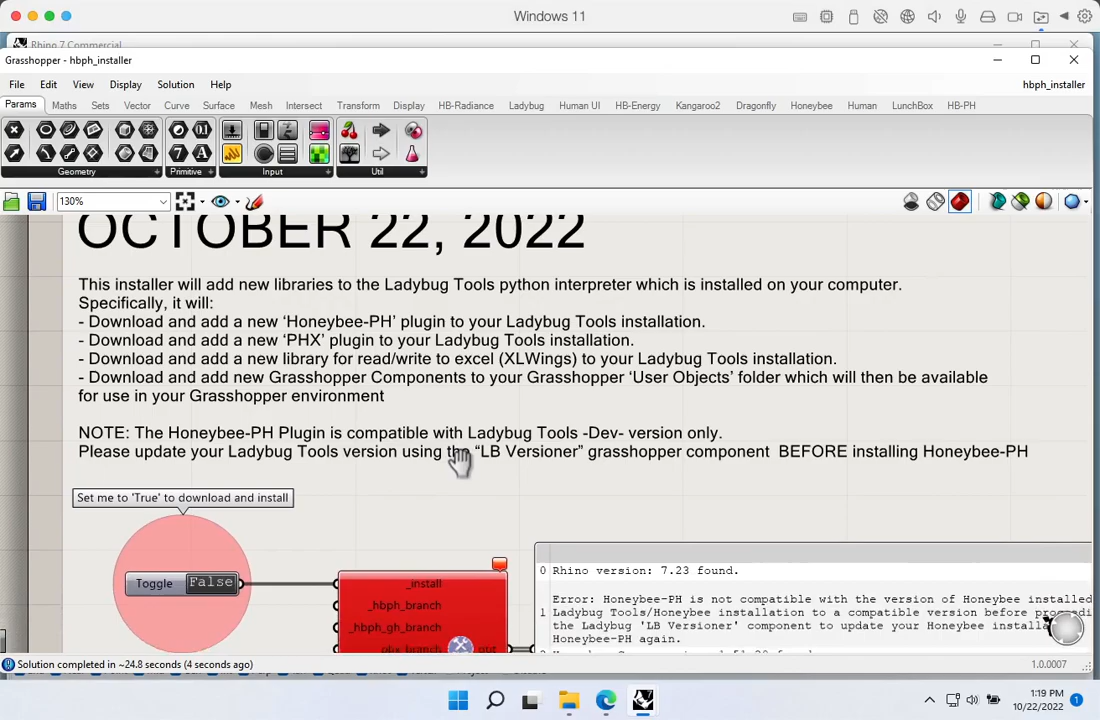 Windows 11
Rhino 7 Commercial
Grasshopper - hbph_installer
File Edit View Display Solution Help hbph_installer
Params Maths Sets Vector Curve Surface Mesh Intersect Transform Display HB-Radiance Ladybug Human UI HB-Energy Kangaroo2 Dragonfly Honeybee Human LunchBox HB-PH
Geometry Primitive Input Util
130%
OCTOBER 22, 2022
This installer will add new libraries to the Ladybug Tools python interpreter which is installed on your computer.
Specifically, it will:
- Download and add a new ‘Honeybee-PH’ plugin to your Ladybug Tools installation.
- Download and add a new ‘PHX’ plugin to your Ladybug Tools installation.
- Download and add a new library for read/write to excel (XLWings) to your Ladybug Tools installation.
- Download and add new Grasshopper Components to your Grasshopper ‘User Objects’ folder which will then be available
for use in your Grasshopper environment
NOTE: The Honeybee-PH Plugin is compatible with Ladybug Tools -Dev- version only.
Please update your Ladybug Tools version using the “LB Versioner” grasshopper component BEFORE installing Honeybee-PH
Set me to 'True' to download and install
Toggle False
_install
_hbph_branch
_hbph_gh_branch
out
0 Rhino version: 7.23 found.
Error: Honeybee-PH is not compatible with the version of Honeybee installed
1 Ladybug Tools/Honeybee installation to a compatible version before
the Ladybug 'LB Versioner' component to update your Honeybee
Honeybee-PH again.
Solution completed in ~24.8 seconds (4 seconds ago) 1.0.0007
1:19 PM
10/22/2022
1